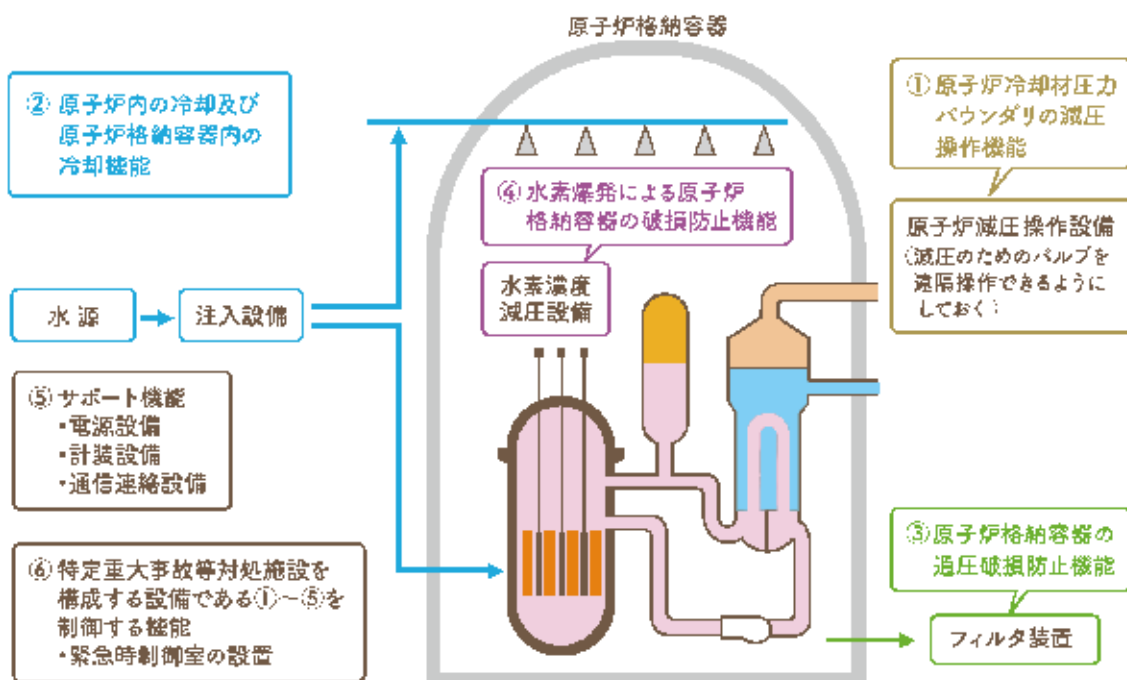 原子炉格納容器
② 原子炉内の冷却及び
原子炉格納容器内の
冷却機能
① 原子炉冷却材圧力
バウンダリの減圧
操作機能
④ 水素爆発による原子炉
格納容器の破損防止機能
原子炉減圧操作設備
(減圧のためのバルブを
遠隔操作できるように
しておく)
水素濃度
減圧設備
水源
注入設備
⑤ サポート機能
・電源設備
・計装設備
・通信連絡設備
③ 原子炉格納容器の
過圧破損防止機能
⑥ 特定重大事故等対処施設を
構成する設備である①~⑤を
制御する機能
・緊急時制御室の設置
フィルタ装置